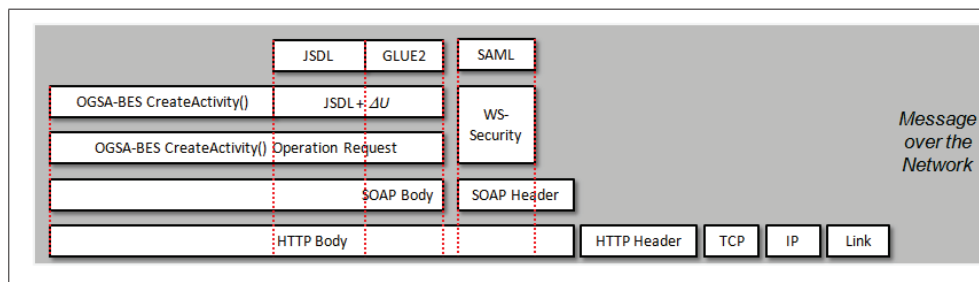 JSDL GLUE2 SAML
OGSA-BES CreateActivity() JSDL + ΔU
WS-
Security
OGSA-BES CreateActivity() Operation Request
SOAP Body SOAP Header
HTTP Body HTTP Header TCP IP Link
Message
over the
Network